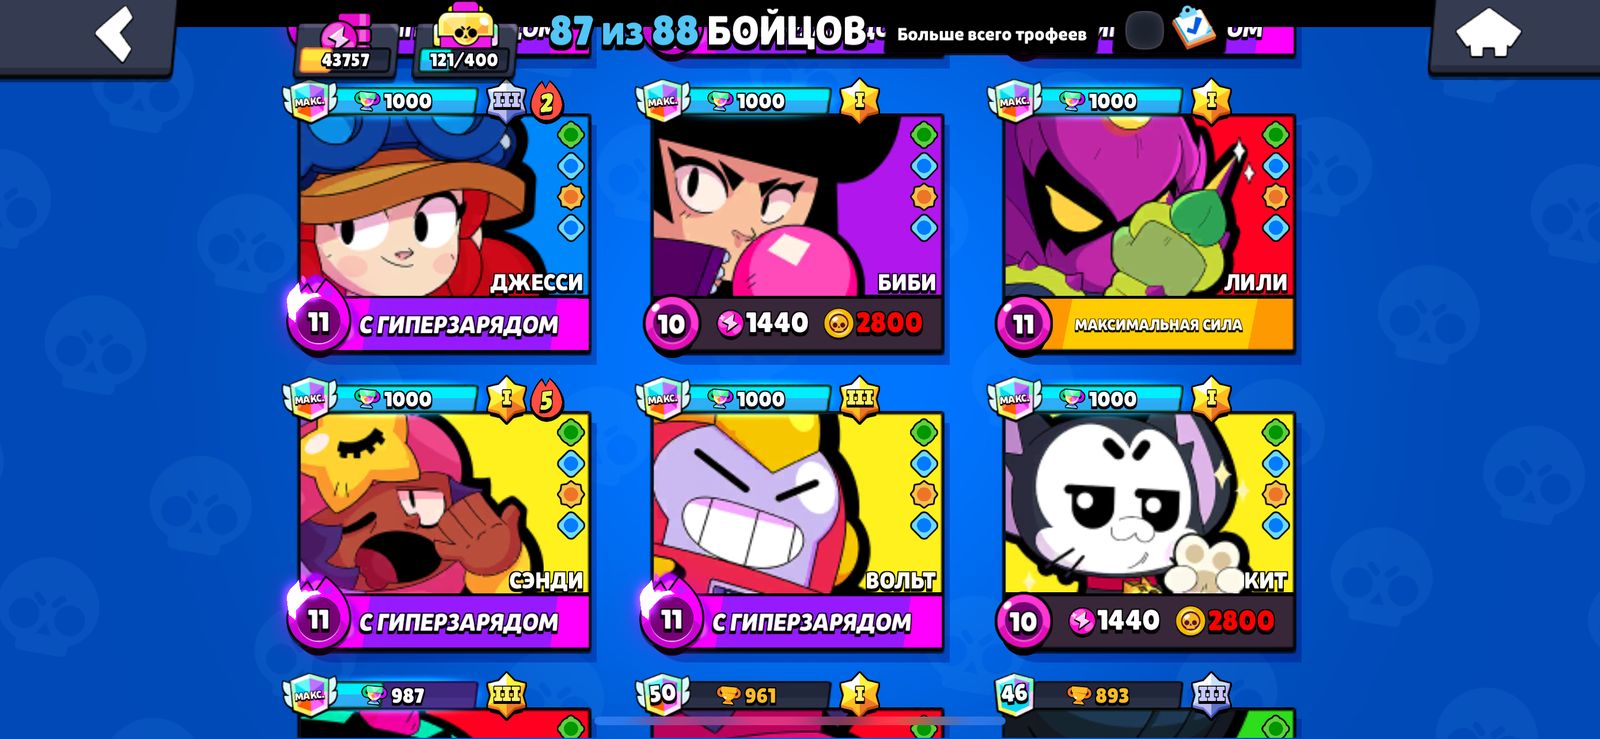 87 из 88 БОЙЦОВ
Больше всего трофеев
43757
121/400
МАКС. 1000 III 2
МАКС. 1000 I
МАКС. 1000 I
ДЖЕССИ
БИБИ
ЛИЛИ
11 С ГИПЕРЗАРЯДОМ
10 1440 2800
11 МАКСИМАЛЬНАЯ СИЛА
МАКС. 1000 I 5
МАКС. 1000 III
МАКС. 1000 I
СЭНДИ
ВОЛЬТ
КИТ
11 С ГИПЕРЗАРЯДОМ
11 С ГИПЕРЗАРЯДОМ
10 1440 2800
МАКС. 987 III
50 961 I
46 893 III